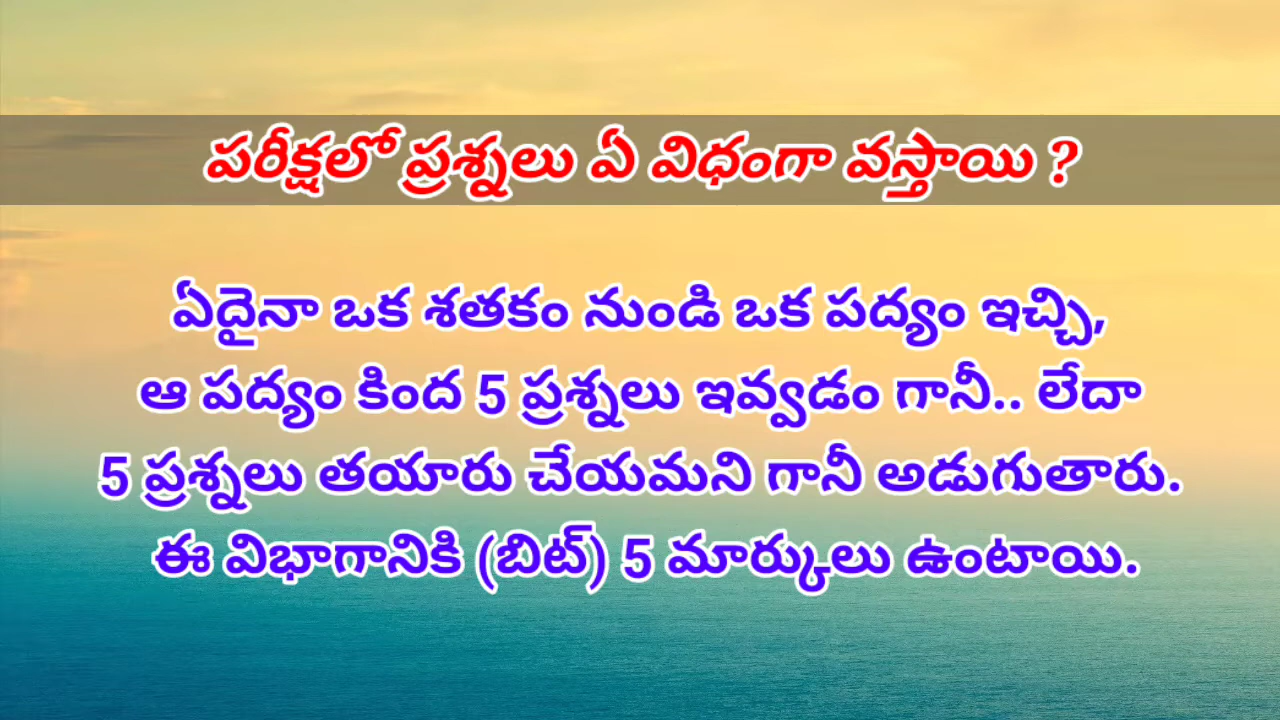 పరీక్షలో ప్రశ్నలు ఏ విధంగా వస్తాయి ?
ఏదైనా ఒక శతకం నుండి ఒక పద్యం ఇచ్చి,
ఆ పద్యం కింద 5 ప్రశ్నలు ఇవ్వడం గానీ.. లేదా
5 ప్రశ్నలు తయారు చేయమని గానీ అడుగుతారు.
ఈ విభాగానికి (బిట్) 5 మార్కులు ఉంటాయి.